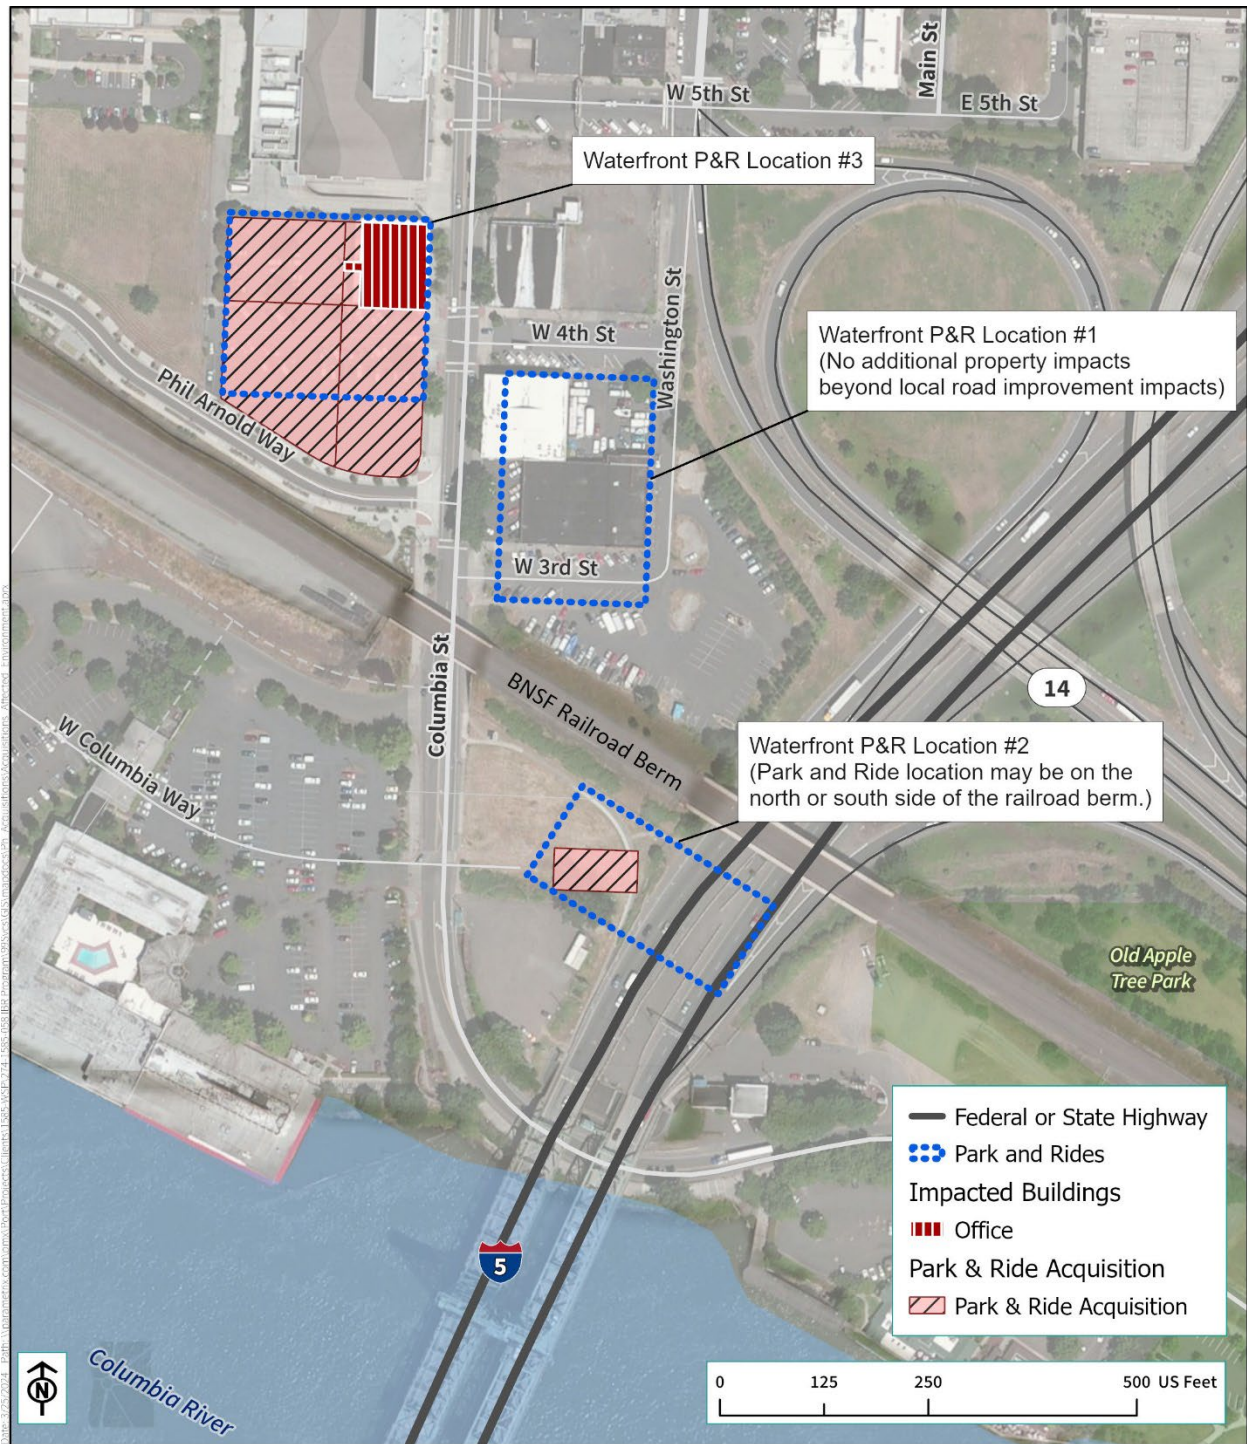 W 5th St
Main St
E 5th St
Waterfront P&R Location #3
Washington St
W 4th St
Waterfront P&R Location #1
(No additional property impacts
beyond local road improvement impacts)
Phil Arnold Way
W 3rd St
Columbia St
BNSF Railroad Berm
14
W Columbia Way
Waterfront P&R Location #2
(Park and Ride location may be on the
north or south side of the railroad berm.)
Old Apple
Tree Park
Federal or State Highway
Park and Rides
Impacted Buildings
Office
Park & Ride Acquisition
Park & Ride Acquisition
5
Columbia River
N
0 125 250 500 US Feet